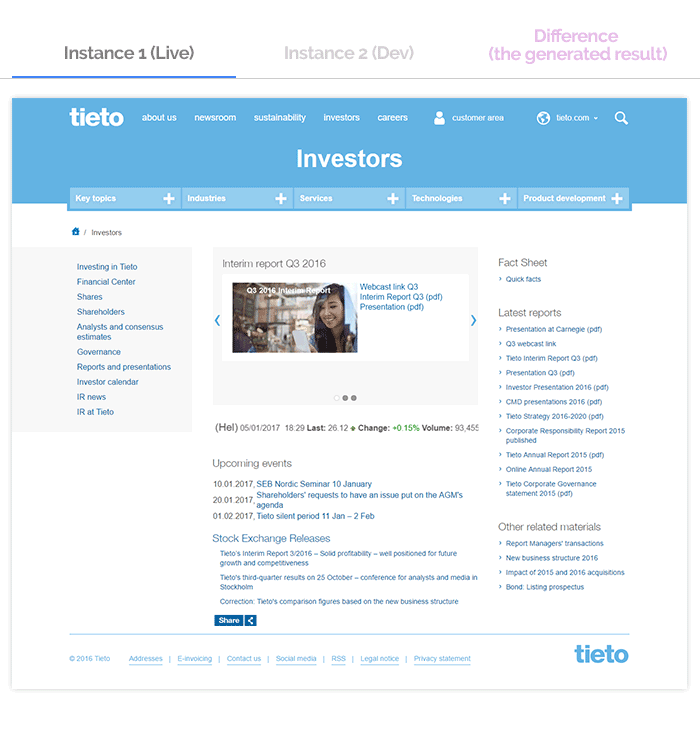 Instance 1 (Live)
Instance 2 (Dev)
Difference
(the generated result)
tieto
about us
newsroom
sustainability
investors
careers
customer area
tieto.com
Investors
Key topics
Industries
Services
Technologies
Product development
/ Investors
Investing in Tieto
Financial Center
Shares
Shareholders
Analysts and consensus
estimates
Governance
Reports and presentations
Investor calendar
IR news
IR at Tieto
Interim report Q3 2016
Q3 2016 Interim Report
Webcast link Q3
Interim Report Q3 (pdf)
Presentation (pdf)
(Hel) 05/01/2017 18:29 Last: 26.12 Change: +0.15% Volume: 93,455
Upcoming events
10.01.2017, SEB Nordic Seminar 10 January
20.01.2017, Shareholders' requests to have an issue put on the AGM's
agenda
01.02.2017, Tieto silent period 11 Jan – 2 Feb
Stock Exchange Releases
Tieto's Interim Report 3/2016 – Solid profitability – well positioned for future
growth and competitiveness
Tieto's third-quarter results on 25 October – conference for analysts and media in
Stockholm
Correction: Tieto's comparison figures based on the new business structure
Share
Fact Sheet
Quick facts
Latest reports
Presentation at Carnegie (pdf)
Q3 webcast link
Tieto Interim Report Q3 (pdf)
Presentation Q3 (pdf)
Investor Presentation 2016 (pdf)
CMD presentations 2016 (pdf)
Tieto Strategy 2016-2020 (pdf)
Corporate Responsibility Report 2015
published
Tieto Annual Report 2015 (pdf)
Online Annual Report 2015
Tieto Corporate Governance
statement 2015 (pdf)
Other related materials
Report Managers' transactions
New business structure 2016
Impact of 2015 and 2016 acquisitions
Bond: Listing prospectus
© 2016 Tieto
Addresses | E-invoicing | Contact us | Social media | RSS | Legal notice | Privacy statement
tieto